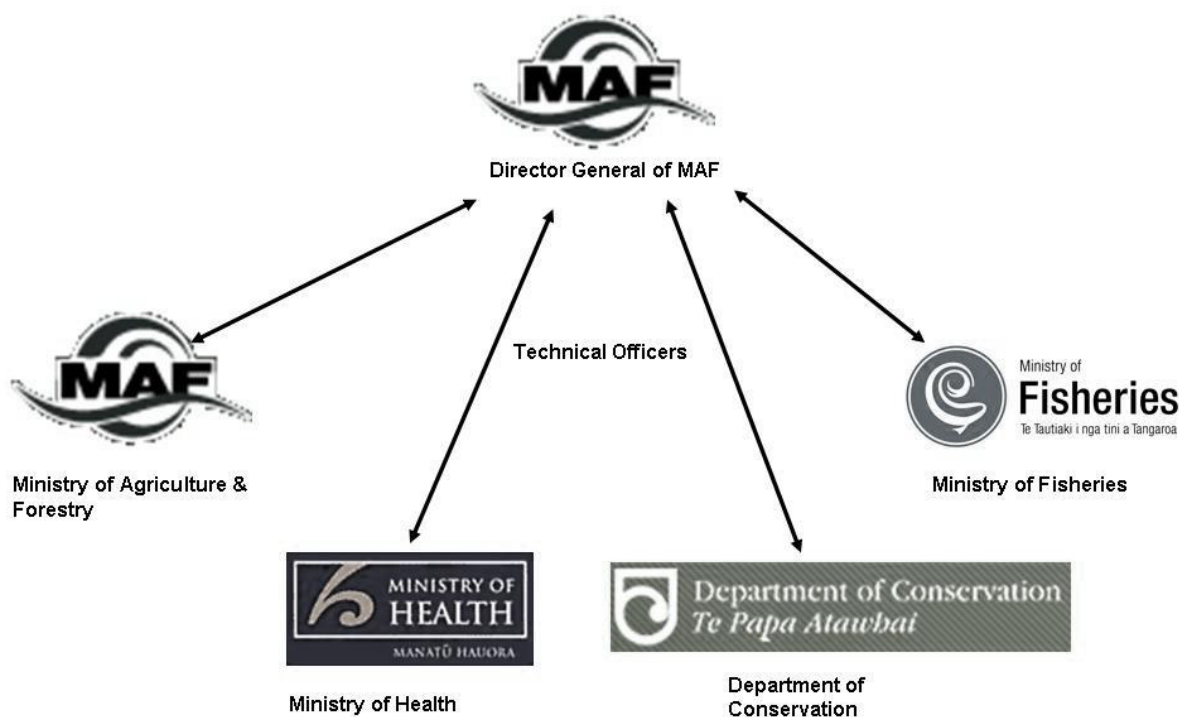 MAF
Director General of MAF
Technical Officers
MAF
Ministry of Agriculture &
Forestry
Ministry of
Fisheries
Te Tautiaki i nga tini a Tangaroa
Ministry of Fisheries
MINISTRY OF
HEALTH
MANATŪ HAUORA
Ministry of Health
Department of Conservation
Te Papa Atawhai
Department of
Conservation